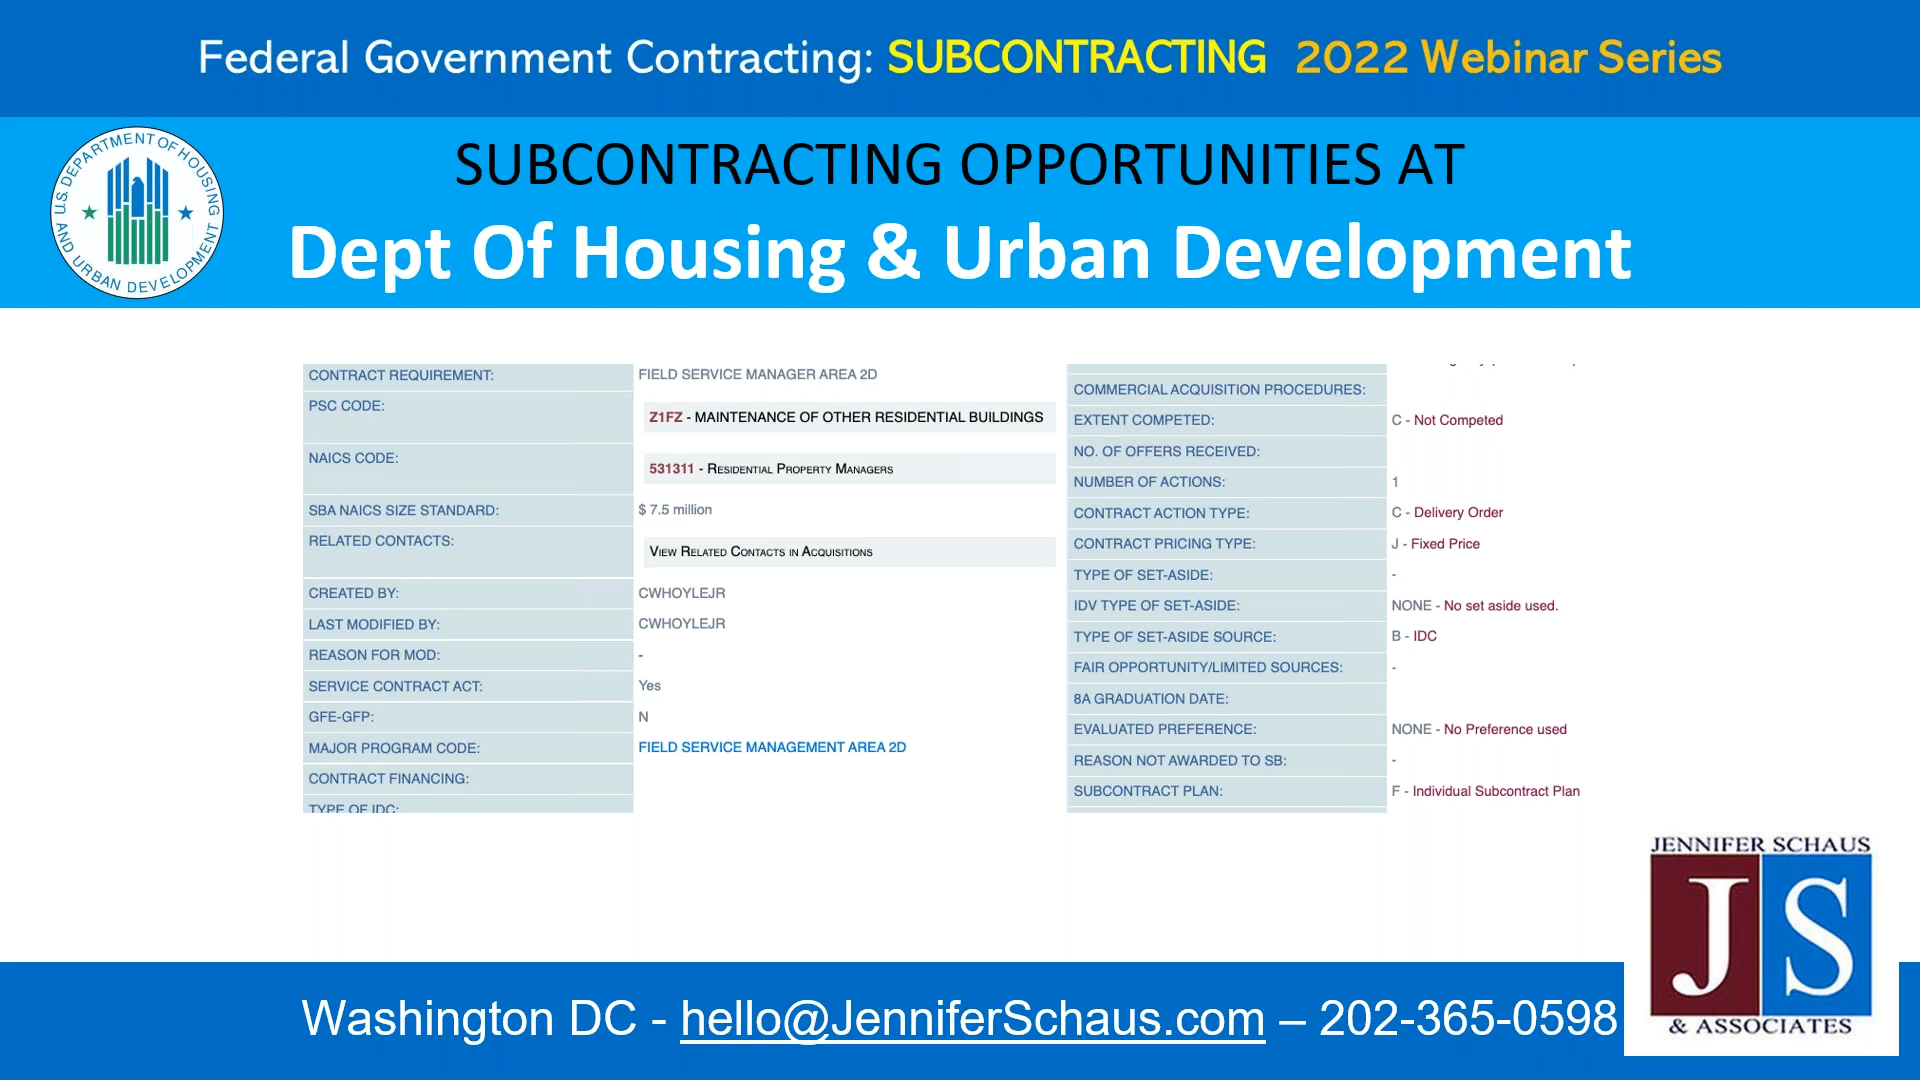 Federal Government Contracting: SUBCONTRACTING 2022 Webinar Series
U.S. DEPARTMENT OF HOUSING AND URBAN DEVELOPMENT
SUBCONTRACTING OPPORTUNITIES AT
Dept Of Housing & Urban Development
CONTRACT REQUIREMENT: FIELD SERVICE MANAGER AREA 2D
PSC CODE: Z1FZ - MAINTENANCE OF OTHER RESIDENTIAL BUILDINGS
NAICS CODE: 531311 - RESIDENTIAL PROPERTY MANAGERS
SBA NAICS SIZE STANDARD: $ 7.5 million
RELATED CONTACTS: VIEW RELATED CONTACTS IN ACQUISITIONS
CREATED BY: CWHOYLEJR
LAST MODIFIED BY: CWHOYLEJR
REASON FOR MOD: -
SERVICE CONTRACT ACT: Yes
GFE-GFP: N
MAJOR PROGRAM CODE: FIELD SERVICE MANAGEMENT AREA 2D
CONTRACT FINANCING:
TYPE OF IDC:
COMMERCIAL ACQUISITION PROCEDURES:
EXTENT COMPETED: C - Not Competed
NO. OF OFFERS RECEIVED:
NUMBER OF ACTIONS: 1
CONTRACT ACTION TYPE: C - Delivery Order
CONTRACT PRICING TYPE: J - Fixed Price
TYPE OF SET-ASIDE: -
IDV TYPE OF SET-ASIDE: NONE - No set aside used.
TYPE OF SET-ASIDE SOURCE: B - IDC
FAIR OPPORTUNITY/LIMITED SOURCES: -
8A GRADUATION DATE:
EVALUATED PREFERENCE: NONE - No Preference used
REASON NOT AWARDED TO SB: -
SUBCONTRACT PLAN: F - Individual Subcontract Plan
JENNIFER SCHAUS
JS
& ASSOCIATES
Washington DC - hello@JenniferSchaus.com – 202-365-0598